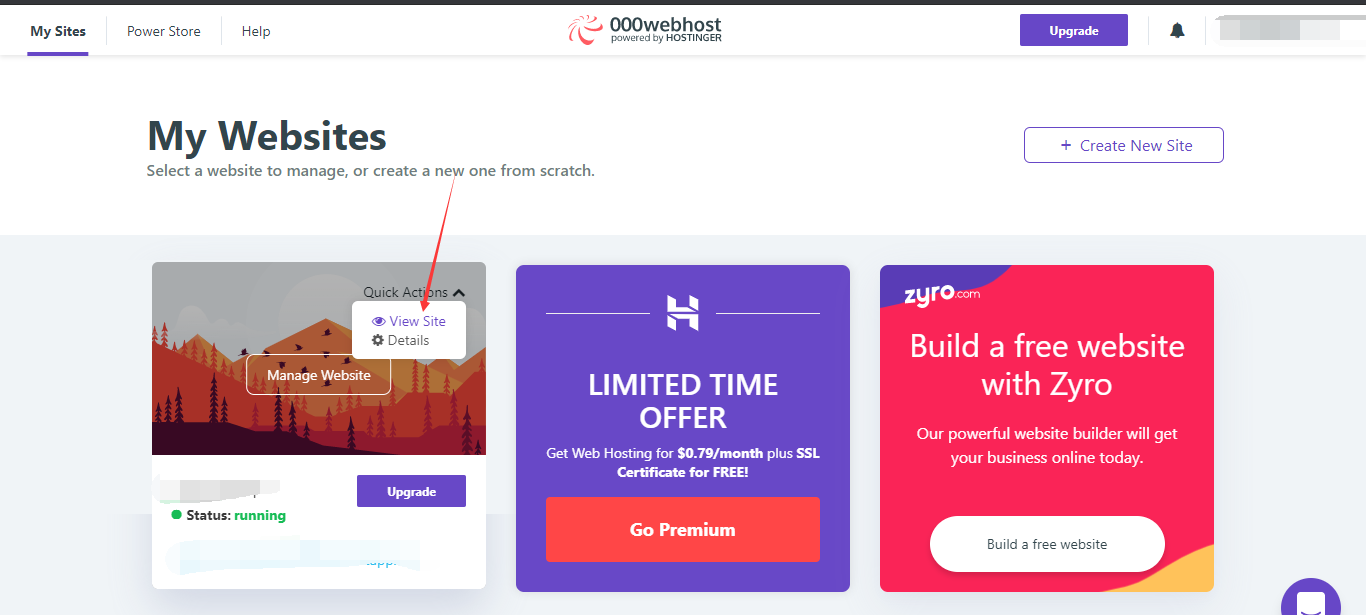 My Sites
Power Store
Help
000webhost
powered by HOSTINGER
Upgrade
My Websites
Select a website to manage, or create a new one from scratch.
+ Create New Site
Quick Actions
View Site
Details
Manage Website
Upgrade
Status: running
LIMITED TIME
OFFER
Get Web Hosting for $0.79/month plus SSL
Certificate for FREE!
Go Premium
zyro.com
Build a free website
with Zyro
Our powerful website builder will get
your business online today.
Build a free website